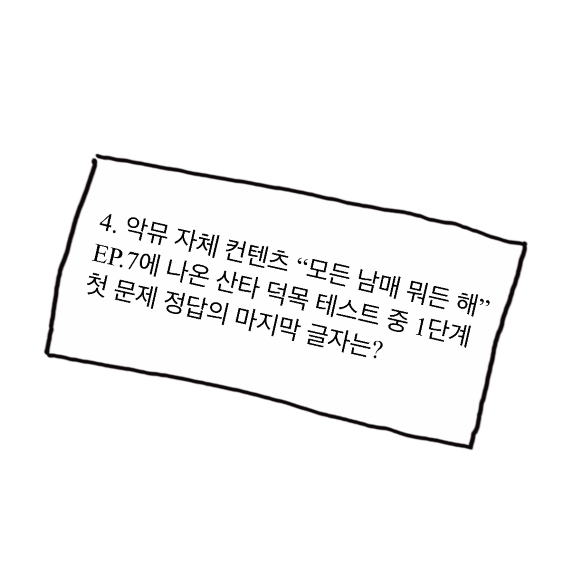 4. 악뮤 자체 컨텐츠 “모든 남매 뭐든 해”
EP.7에 나온 산타 덕목 테스트 중 1단계
첫 문제 정답의 마지막 글자는?